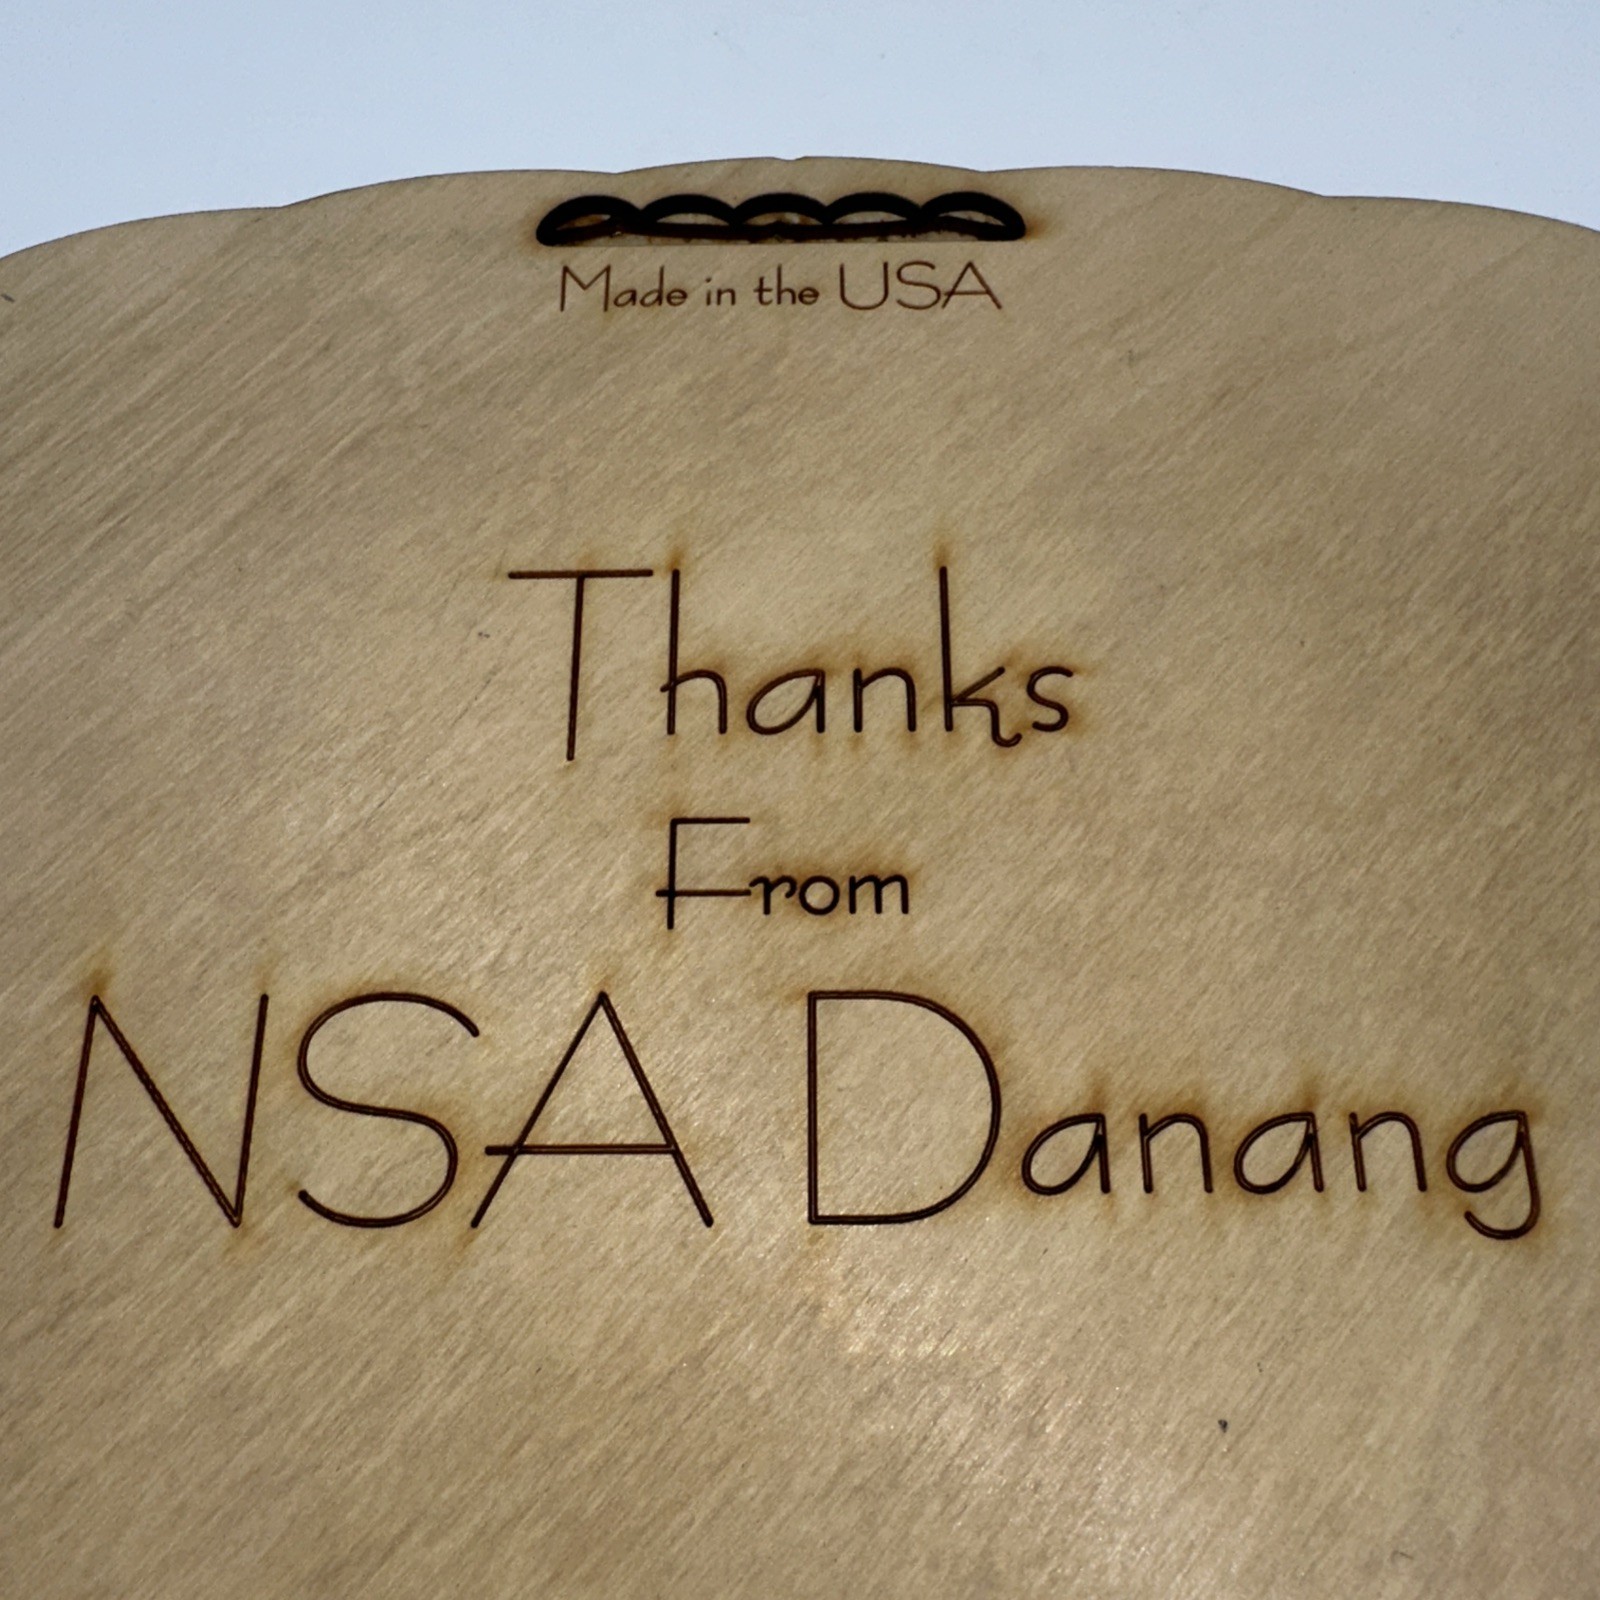 Made in the USA
Thanks
From
NSA Danang